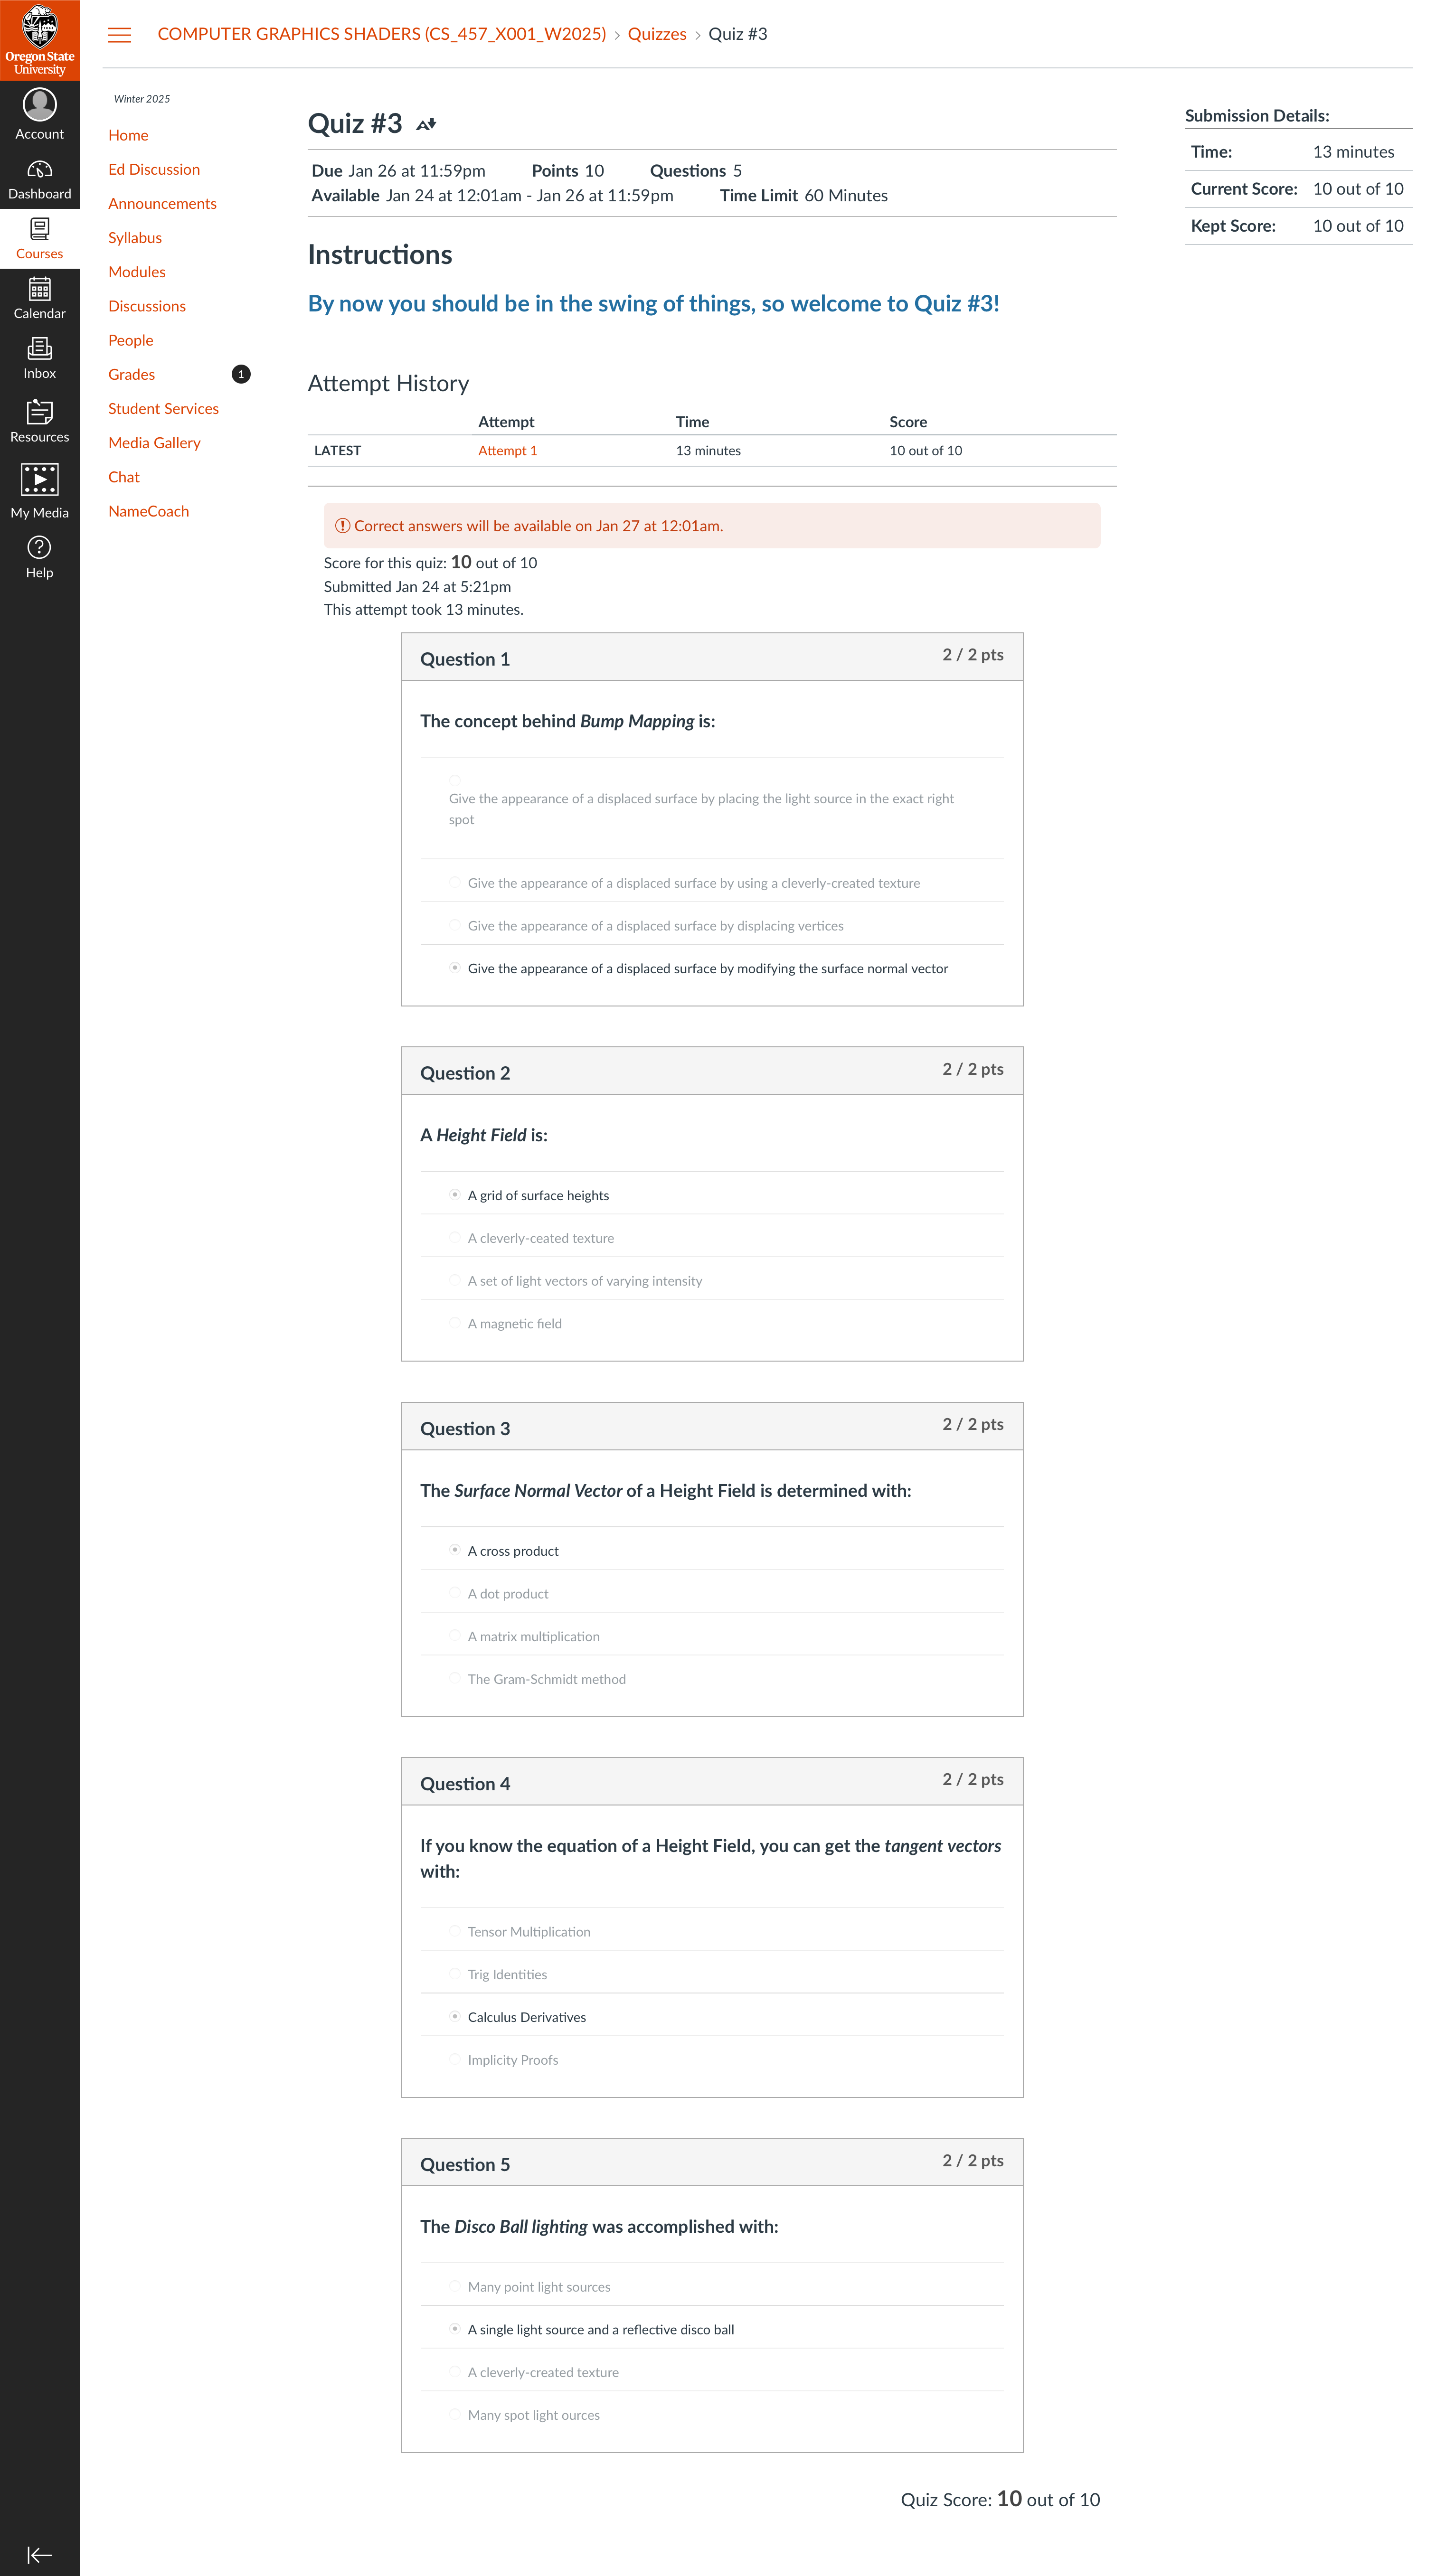 Oregon State
University
Account
Dashboard
Courses
Calendar
Inbox
Resources
My Media
Help
COMPUTER GRAPHICS SHADERS (CS_457_X001_W2025) › Quizzes › Quiz #3
Winter 2025
Home
Ed Discussion
Announcements
Syllabus
Modules
Discussions
People
Grades 1
Student Services
Media Gallery
Chat
NameCoach
Quiz #3
Due Jan 26 at 11:59pm Points 10 Questions 5
Available Jan 24 at 12:01am - Jan 26 at 11:59pm Time Limit 60 Minutes
Instructions
By now you should be in the swing of things, so welcome to Quiz #3!
Attempt History
Attempt Time Score
LATEST Attempt 1 13 minutes 10 out of 10
Correct answers will be available on Jan 27 at 12:01am.
Score for this quiz: 10 out of 10
Submitted Jan 24 at 5:21pm
This attempt took 13 minutes.
Question 1 2 / 2 pts
The concept behind Bump Mapping is:
Give the appearance of a displaced surface by placing the light source in the exact right
spot
Give the appearance of a displaced surface by using a cleverly-created texture
Give the appearance of a displaced surface by displacing vertices
Give the appearance of a displaced surface by modifying the surface normal vector
Question 2 2 / 2 pts
A Height Field is:
A grid of surface heights
A cleverly-ceated texture
A set of light vectors of varying intensity
A magnetic field
Question 3 2 / 2 pts
The Surface Normal Vector of a Height Field is determined with:
A cross product
A dot product
A matrix multiplication
The Gram-Schmidt method
Question 4 2 / 2 pts
If you know the equation of a Height Field, you can get the tangent vectors
with:
Tensor Multiplication
Trig Identities
Calculus Derivatives
Implicity Proofs
Question 5 2 / 2 pts
The Disco Ball lighting was accomplished with:
Many point light sources
A single light source and a reflective disco ball
A cleverly-created texture
Many spot light ources
Quiz Score: 10 out of 10
Submission Details:
Time: 13 minutes
Current Score: 10 out of 10
Kept Score: 10 out of 10